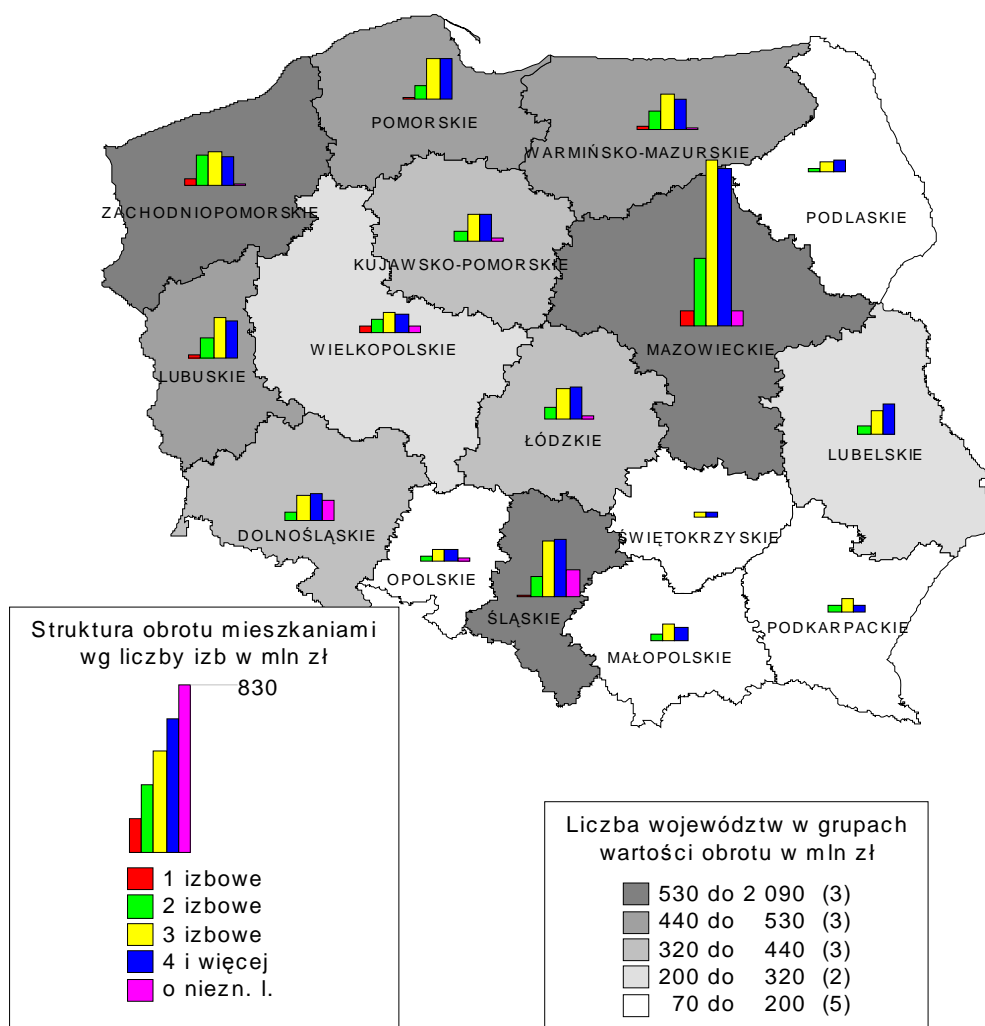 POMORSKIE
WARMIŃSKO-MAZURSKIE
ZACHODNIOPOMORSKIE
PODLASKIE
KUJAWSKO-POMORSKIE
WIELKOPOLSKIE
MAZOWIECKIE
LUBUSKIE
ŁÓDZKIE
LUBELSKIE
DOLNOŚLĄSKIE
ŚWIĘTOKRZYSKIE
OPOLSKIE
ŚLĄSKIE
PODKARPACKIE
MAŁOPOLSKIE
Struktura obrotu mieszkaniami
wg liczby izb w mln zł
830
1 izbowe
2 izbowe
3 izbowe
4 i więcej
o niezn. l.
Liczba województw w grupach
wartości obrotu w mln zł
530 do 2 090 (3)
440 do 530 (3)
320 do 440 (3)
200 do 320 (2)
70 do 200 (5)